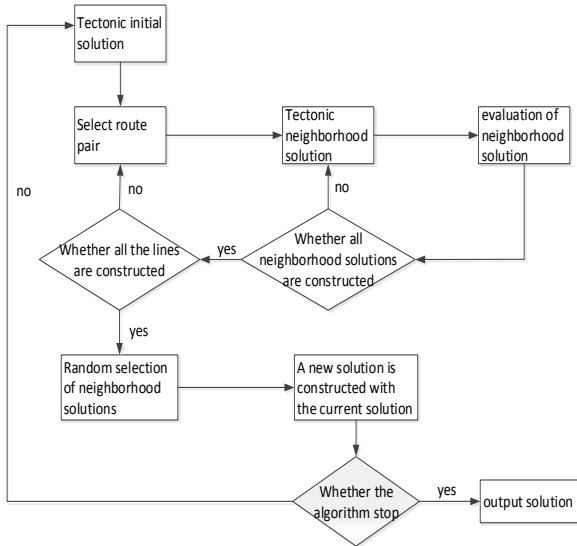 Tectonic initial
solution
Select route
pair
Tectonic
neighborhood
solution
evaluation of
neighborhood
solution
no
no
no
Whether all the lines
are constructed
yes
Whether all
neighborhood solutions
are constructed
yes
Random selection
of neighborhood
solutions
A new solution is
constructed with
the current solution
Whether the
algorithm stop
yes
output solution